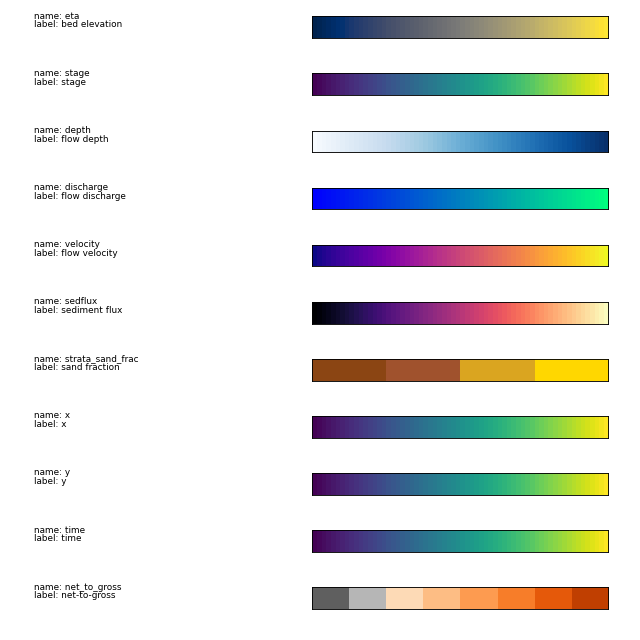 name: eta
label: bed elevation
name: stage
label: stage
name: depth
label: flow depth
name: discharge
label: flow discharge
name: velocity
label: flow velocity
name: sedflux
label: sediment flux
name: strata_sand_frac
label: sand fraction
name: x
label: x
name: y
label: y
name: time
label: time
name: net_to_gross
label: net-to-gross